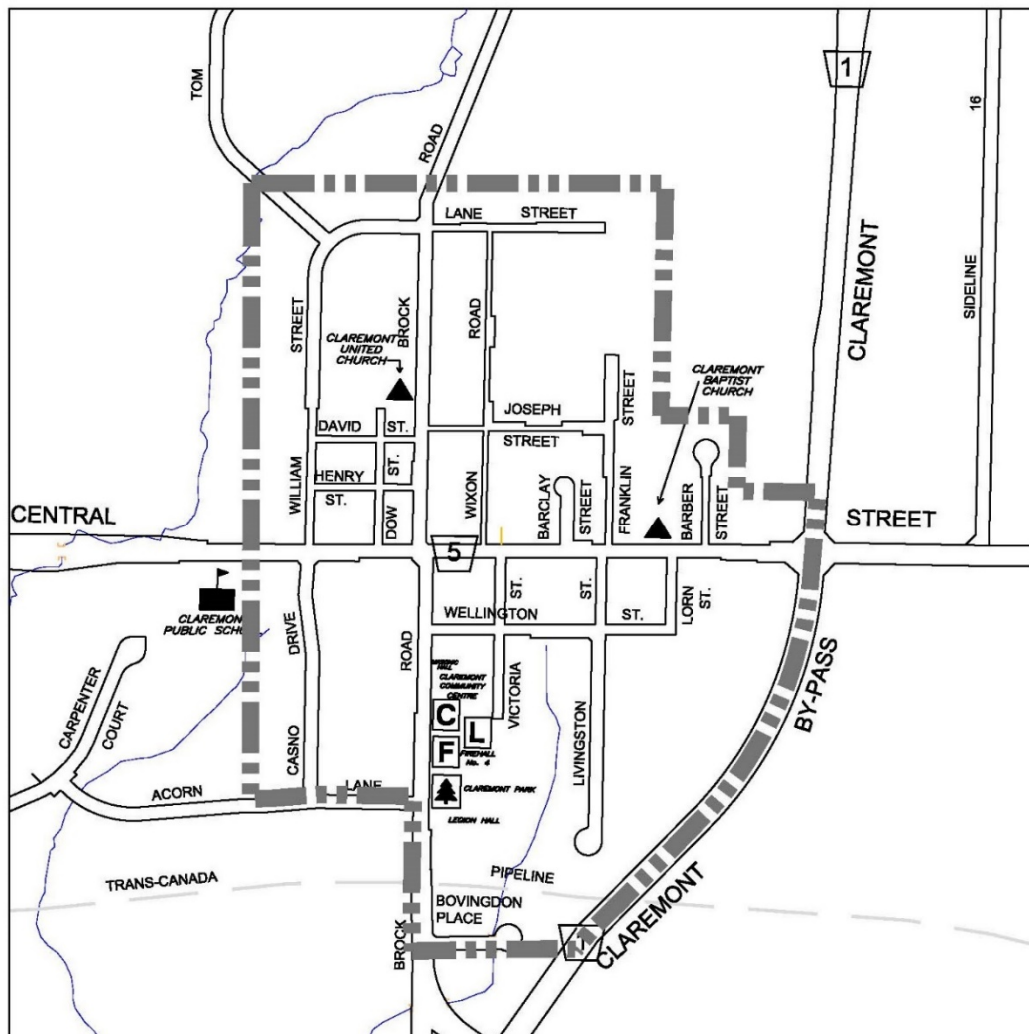 TOM
ROAD
1
16
LANE STREET
CLAREMONT
SIDELINE
STREET
BROCK
ROAD
CLAREMONT
UNITED
CHURCH
CLAREMONT
BAPTIST
CHURCH
STREET
JOSEPH
STREET
DAVID ST.
HENRY
ST.
ST.
WILLIAM
DOW
WIXON
BARCLAY
STREET
FRANKLIN
BARBER
STREET
CENTRAL
STREET
5
CLAREMONT
PUBLIC
DRIVE
CASNO
ROAD
WELLINGTON ST.
ST.
ST.
LORN
ST.
HALL
CLAREMONT
COMMUNITY
CENTRE
C
L
F
FIREHALL
No. 4
VICTORIA
LIVINGSTON
BY-PASS
CARPENTER
COURT
ACORN LANE
CLAREMONT PARK
LEGION HALL
TRANS-CANADA
PIPELINE
BOVINGDON
PLACE
BROCK
CLAREMONT